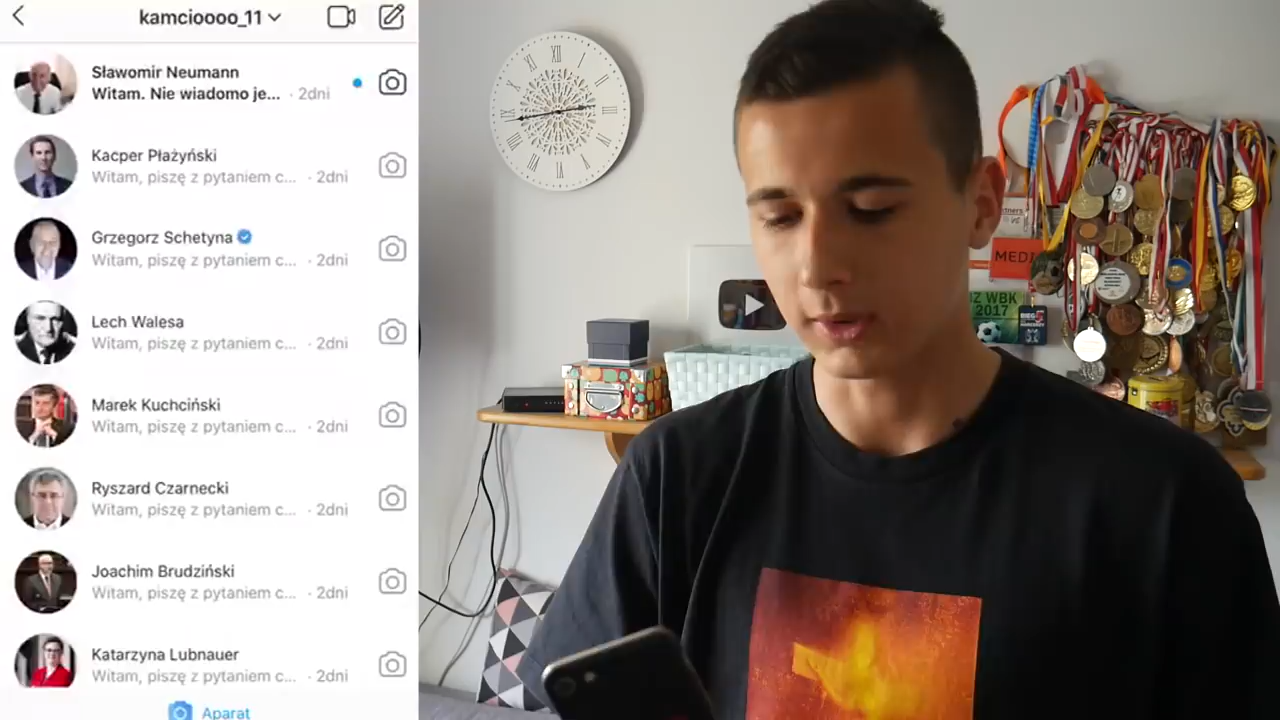 kamcioooo_11
Sławomir Neumann
Witam. Nie wiadomo je... · 2dni
Kacper Płażyński
Witam, piszę z pytaniem c... · 2dni
Grzegorz Schetyna
Witam, piszę z pytaniem c... · 2dni
Lech Walesa
Witam, piszę z pytaniem c... · 2dni
Marek Kuchciński
Witam, piszę z pytaniem c... · 2dni
Ryszard Czarnecki
Witam, piszę z pytaniem c... · 2dni
Joachim Brudziński
Witam, piszę z pytaniem c... · 2dni
Katarzyna Lubnauer
Witam, piszę z pytaniem c... · 2dni
Aparat
MEDI
WBK
2017